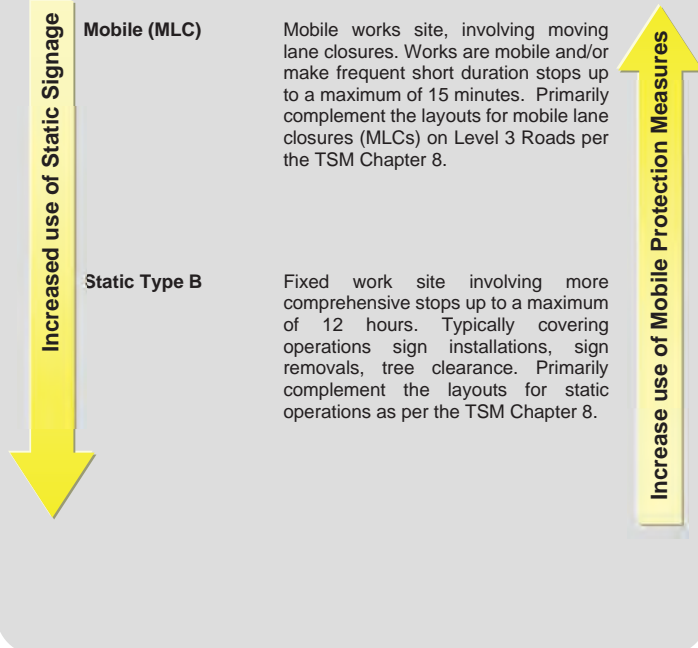 Increased use of Static Signage
Mobile (MLC)
Mobile works site, involving moving
lane closures. Works are mobile and/or
make frequent short duration stops up
to a maximum of 15 minutes. Primarily
complement the layouts for mobile lane
closures (MLCs) on Level 3 Roads per
the TSM Chapter 8.
Static Type B
Fixed work site involving more
comprehensive stops up to a maximum
of 12 hours. Typically covering
operations sign installations, sign
removals, tree clearance. Primarily
complement the layouts for static
operations as per the TSM Chapter 8.
Increase use of Mobile Protection Measures